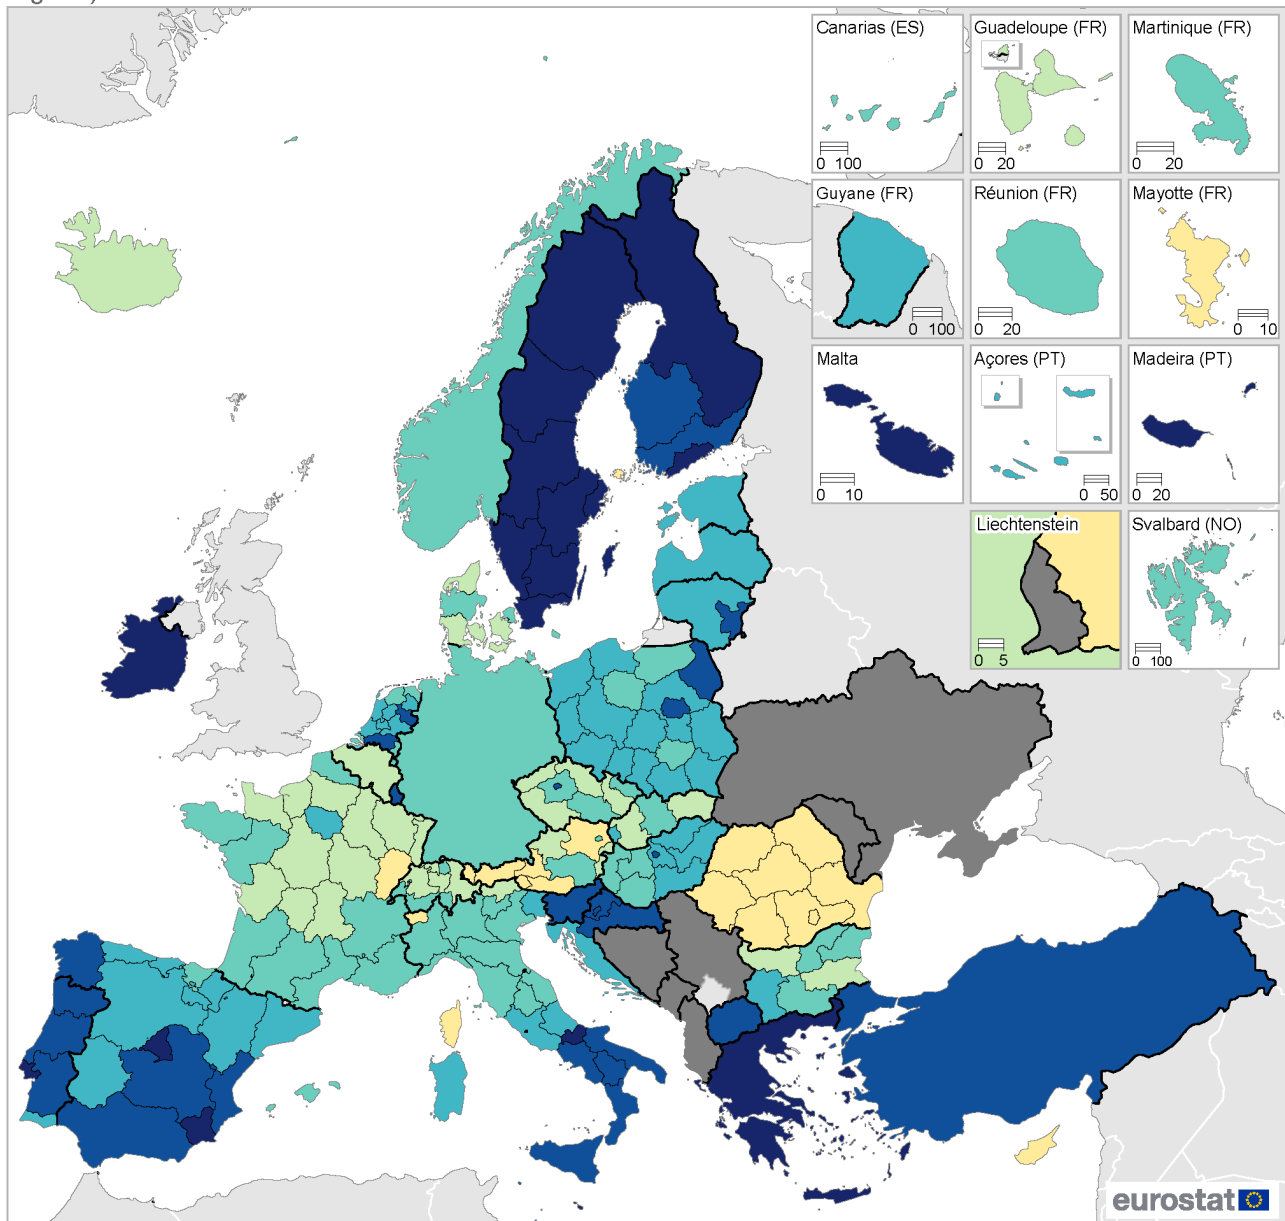 Canarias (ES)
0 100
Guadeloupe (FR)
0 20
Martinique (FR)
0 20
Guyane (FR)
0 100
Réunion (FR)
0 20
Mayotte (FR)
0 10
Malta
0 10
Açores (PT)
0 50
Madeira (PT)
0 20
Liechtenstein
0 5
Svalbard (NO)
0 100
eurostat